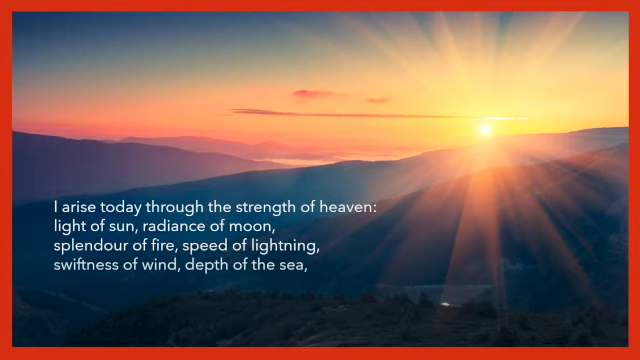 I arise today through the strength of heaven:
light of sun, radiance of moon,
splendour of fire, speed of lightning,
swiftness of wind, depth of the sea,